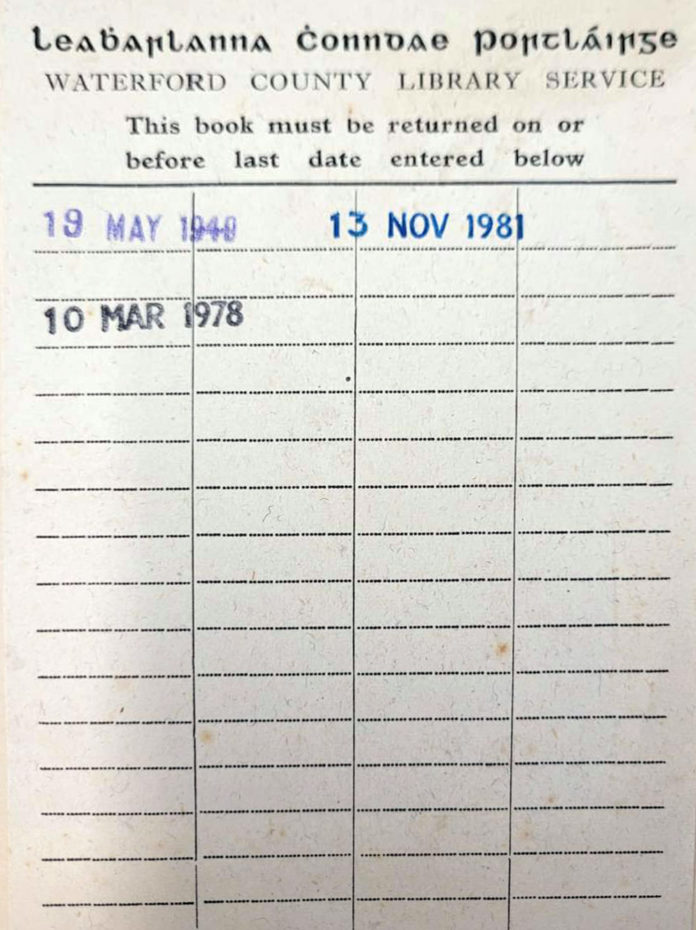 Leaḃarlanna Ċonndae Portláirge
WATERFORD COUNTY LIBRARY SERVICE
This book must be returned on or
before last date entered below
19 MAY 13 NOV 1981
10 MAR 1978